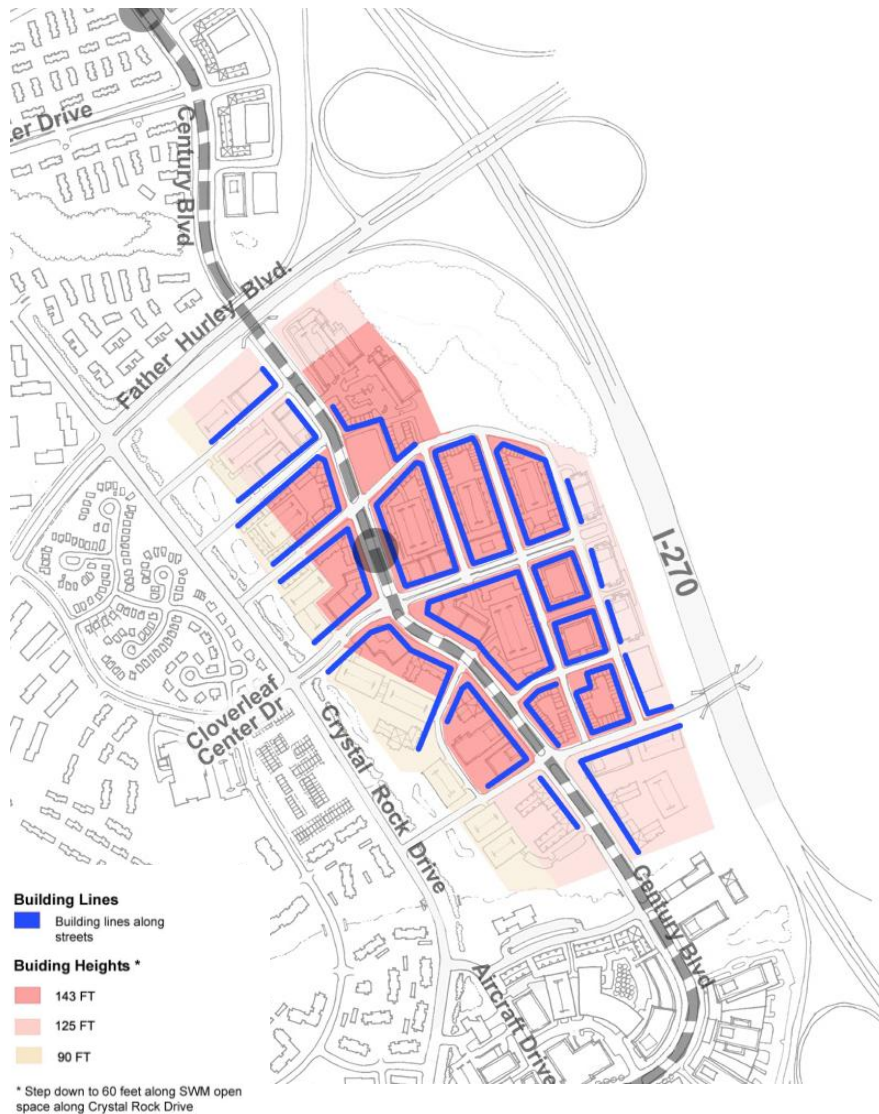 ler Drive
Century Blvd
Father Hurley Blvd.
I-270
Cloverleaf
Center Dr
Crystal Rock Drive
Century Blvd
Aircraft Drive
Building Lines
Building lines along
streets
Buiding Heights *
143 FT
125 FT
90 FT
* Step down to 60 feet along SWM open
space along Crystal Rock Drive